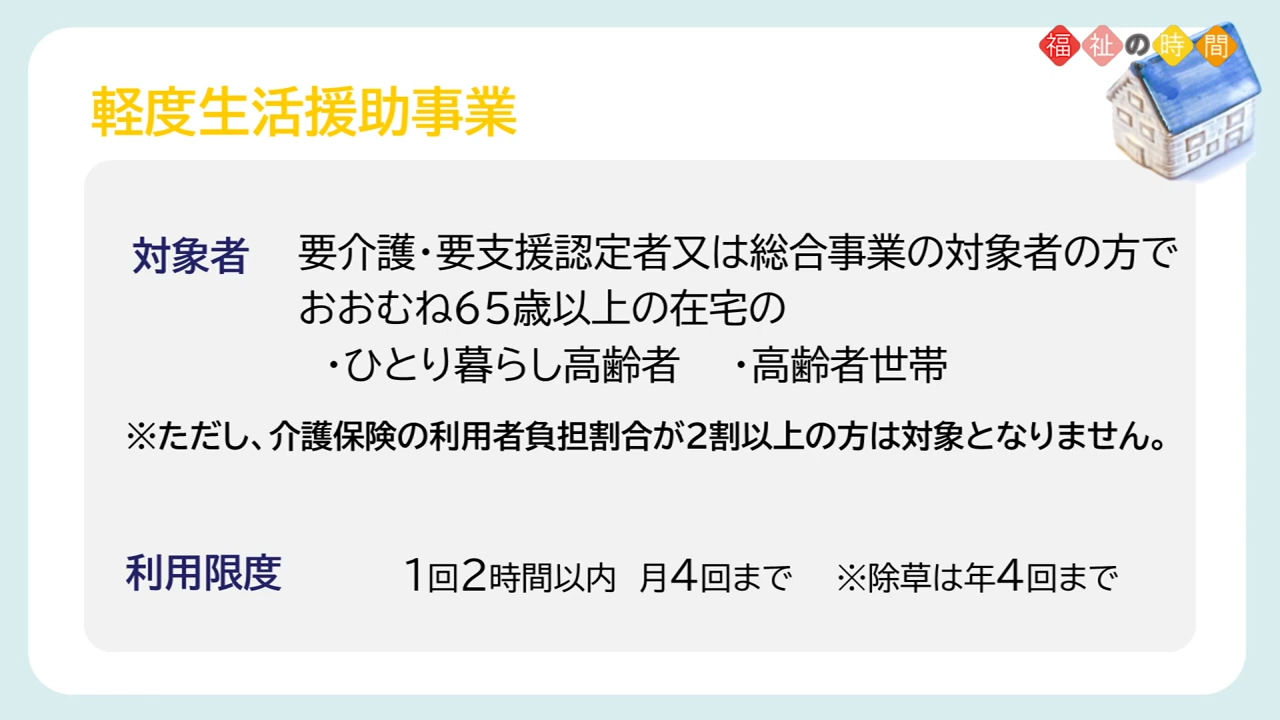 福祉の時間
軽度生活援助事業
対象者 要介護・要支援認定者又は総合事業の対象者の方で
おおむね65歳以上の在宅の
・ひとり暮らし高齢者 ・高齢者世帯
※ただし、介護保険の利用者負担割合が2割以上の方は対象となりません。
利用限度 1回2時間以内 月4回まで ※除草は年4回まで